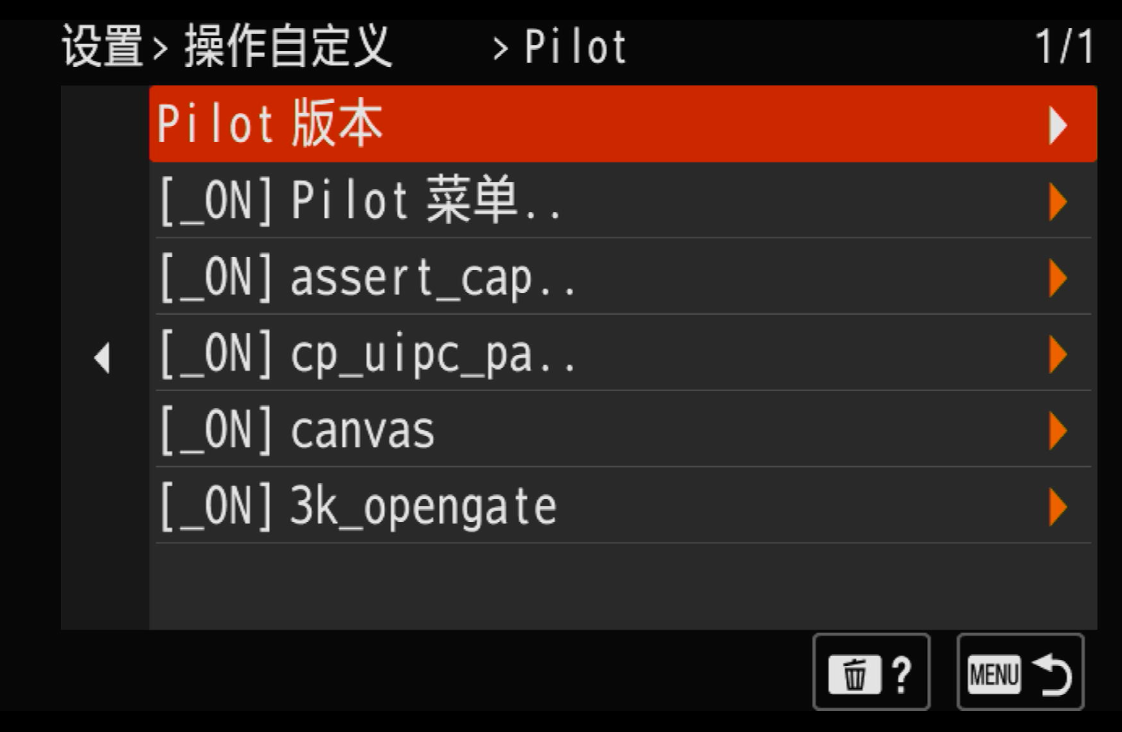 设置> 操作自定义 >Pilot 1/1
Pilot 版本
[_ON] Pilot 菜单..
[_ON] assert_cap..
[_ON] cp_uipc_pa..
[_ON] canvas
[_ON] 3k_opengate
? MENU